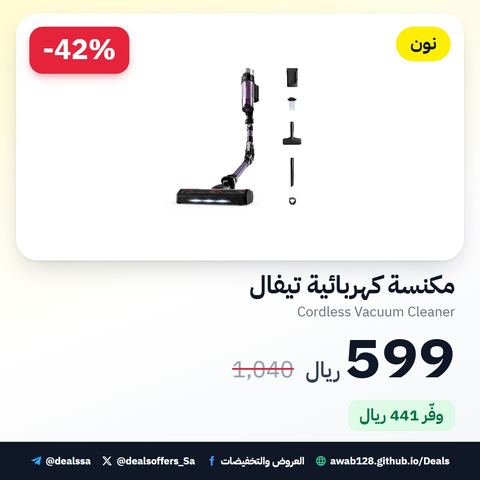 -42%
نون
مكنسة كهربائية تيفال
Cordless Vacuum Cleaner
599 ريال 1,040
وفّر 441 ريال
@dealssa @dealsoffers_Sa العروض والتخفيضات awab128.github.io/Deals